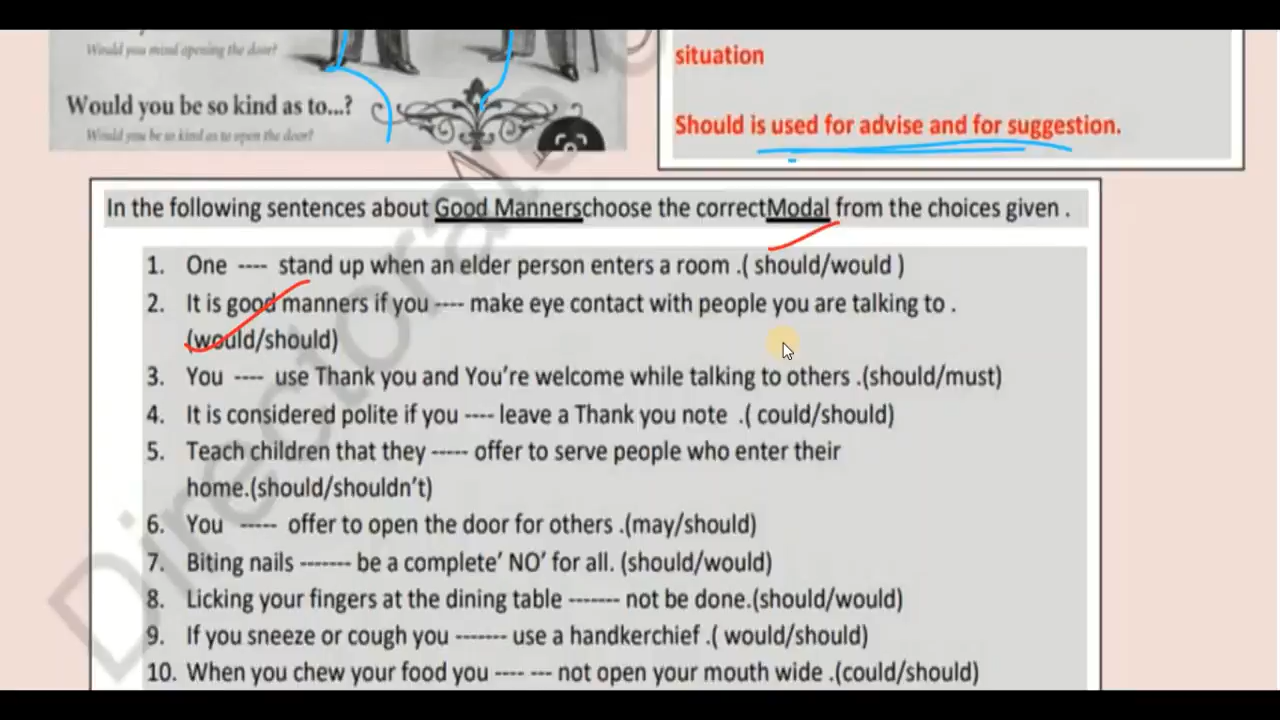 Would you mind opening the door?
Would you be so kind as to...?
Would you be so kind as to open the door?
situation
Should is used for advise and for suggestion.
In the following sentences about Good Mannerschoose the correctModal from the choices given .
1. One ---- stand up when an elder person enters a room .( should/would )
2. It is good manners if you ---- make eye contact with people you are talking to .
(would/should)
3. You ---- use Thank you and You're welcome while talking to others .(should/must)
4. It is considered polite if you ---- leave a Thank you note .( could/should)
5. Teach children that they ----- offer to serve people who enter their
home.(should/shouldn't)
6. You ----- offer to open the door for others .(may/should)
7. Biting nails ------- be a complete' NO' for all. (should/would)
8. Licking your fingers at the dining table ------- not be done.(should/would)
9. If you sneeze or cough you ------- use a handkerchief .( would/should)
10. When you chew your food you ---- --- not open your mouth wide .(could/should)